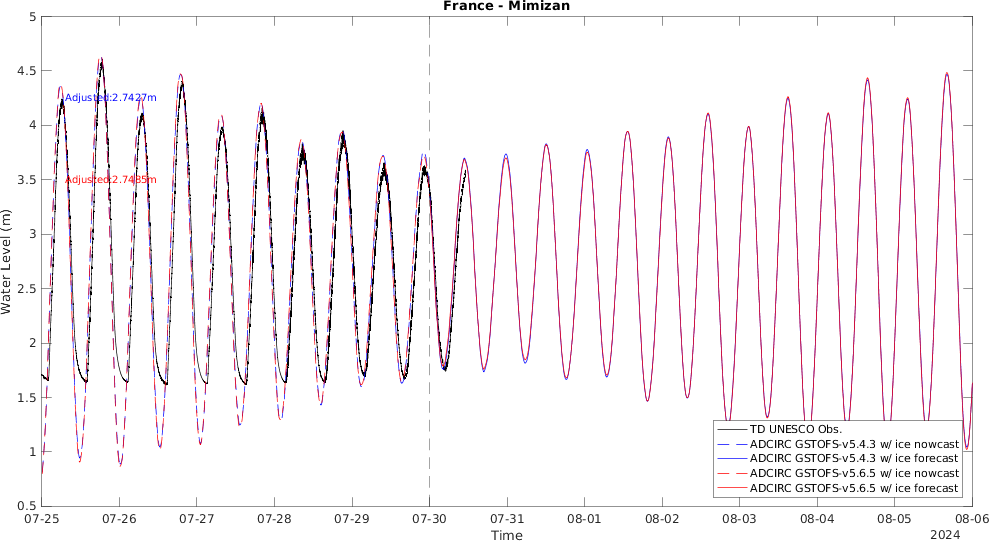 France - Mimizan
5
4.5
4
3.5
3
2.5
2
1.5
1
0.5
Water Level (m)
Adjusted:2.7427m
Adjusted:2.7435m
07-25
07-26
07-27
07-28
07-29
07-30
07-31
08-01
08-02
08-03
08-04
08-05
08-06
Time
2024
TD UNESCO Obs.
ADCIRC GSTOFS-v5.4.3 w/ ice nowcast
ADCIRC GSTOFS-v5.4.3 w/ ice forecast
ADCIRC GSTOFS-v5.6.5 w/ ice nowcast
ADCIRC GSTOFS-v5.6.5 w/ ice forecast